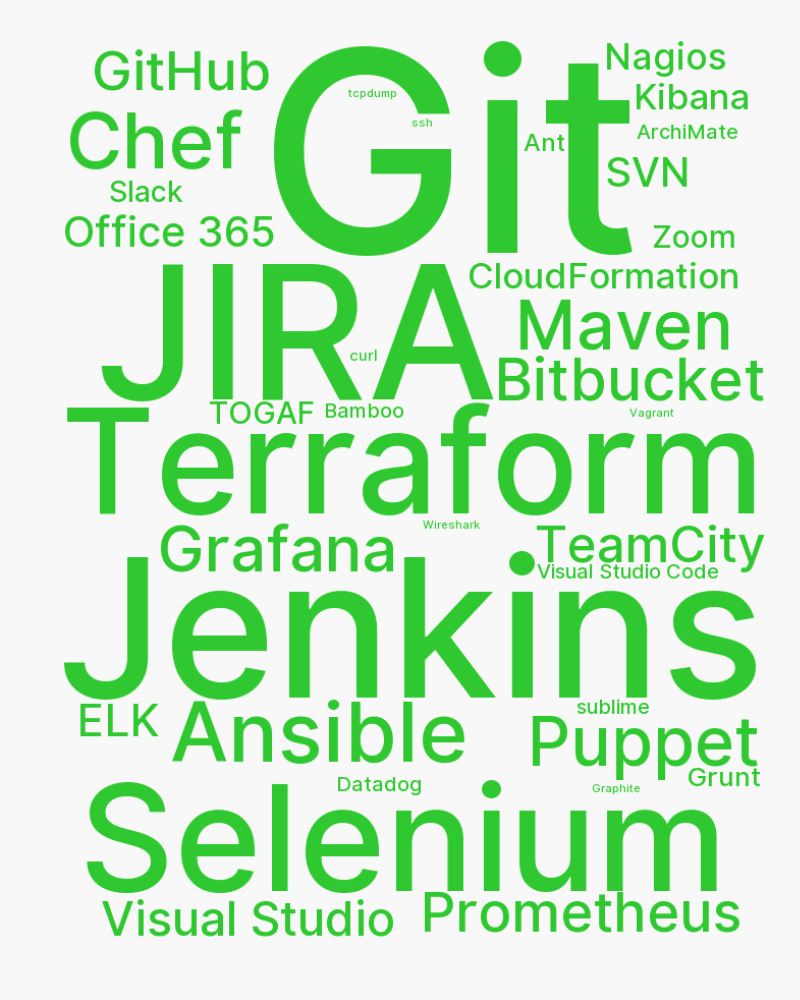 GitHub
Git
Nagios
tcpdump
Kibana
Chef
ssh
Ant
ArchiMate
SVN
Slack
Office 365
Zoom
JIRA
CloudFormation
Maven
curl
Bitbucket
TOGAF
Bamboo
Vagrant
Terraform
Wireshark
Grafana
TeamCity
Visual Studio Code
Jenkins
ELK
Ansible
sublime
Puppet
Datadog
Graphite
Grunt
Selenium
Visual Studio
Prometheus